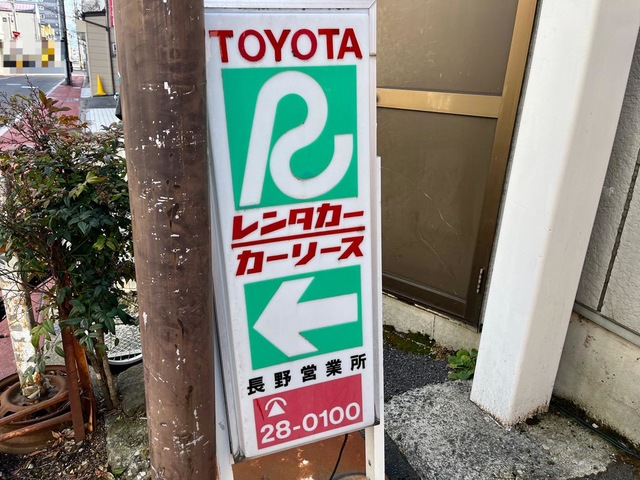 TOYOTA
R
レンタカー
カーリース
長野営業所
28-0100